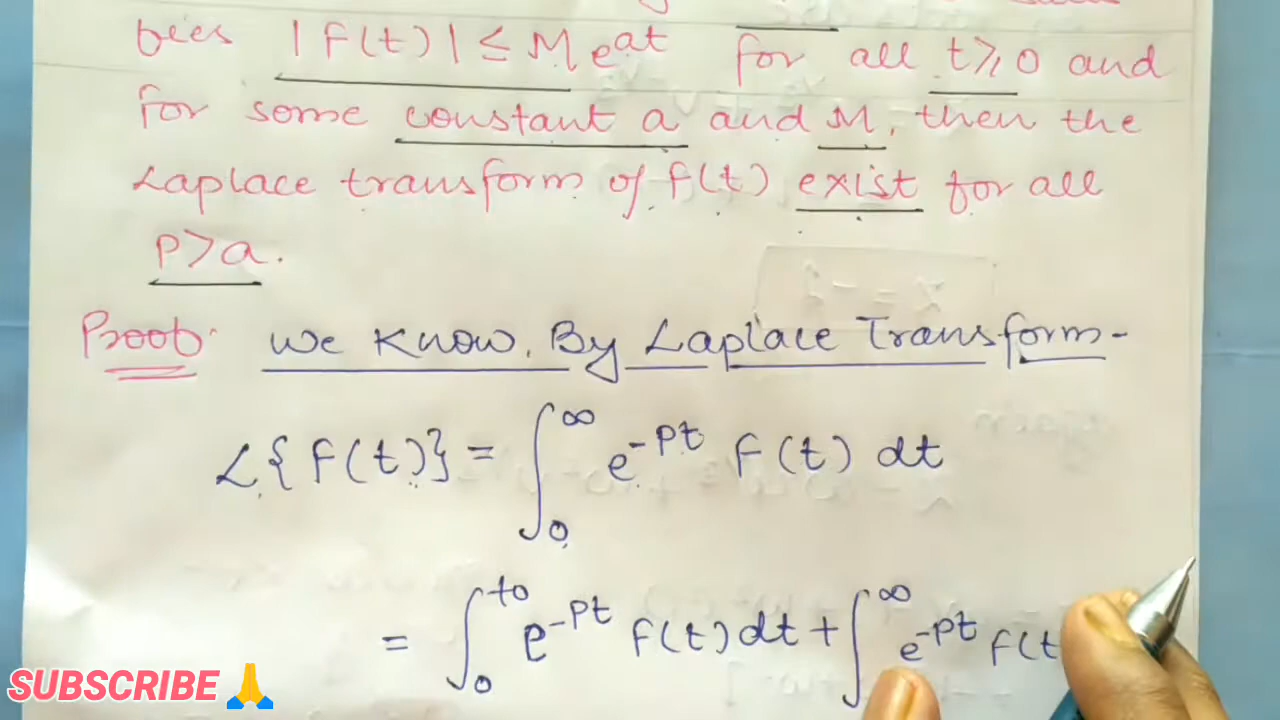 fies |F(t)| ≤ M e^{at} for all t ≥ 0 and
for some constant a and M, then the
Laplace transform of F(t) exist for all
P > a.
Proof: We Know, By Laplace Transform-
L{F(t)} = ∫_0^∞ e^{-pt} F(t) dt
= ∫_0^{t0} e^{-pt} F(t) dt + ∫^∞ e^{-pt} F(t
SUBSCRIBE 🙏